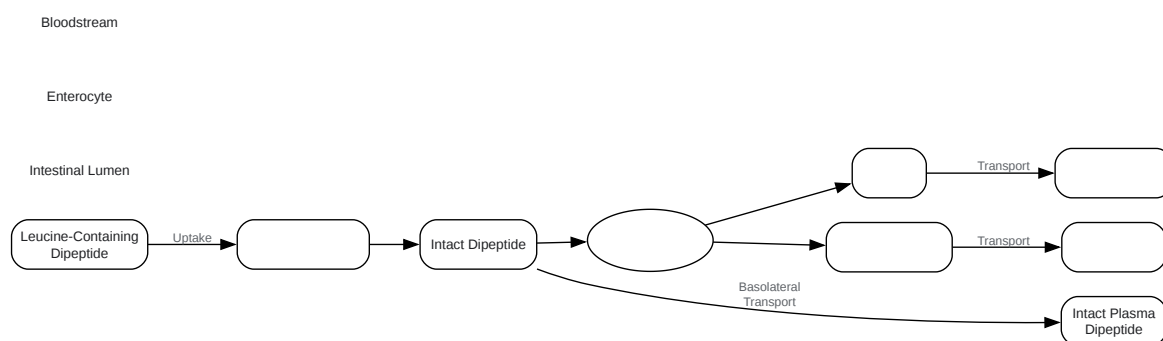 Bloodstream
Enterocyte
Intestinal Lumen
Transport
Leucine-Containing
Dipeptide
Uptake
Intact Dipeptide
Transport
Basolateral
Transport
Intact Plasma
Dipeptide